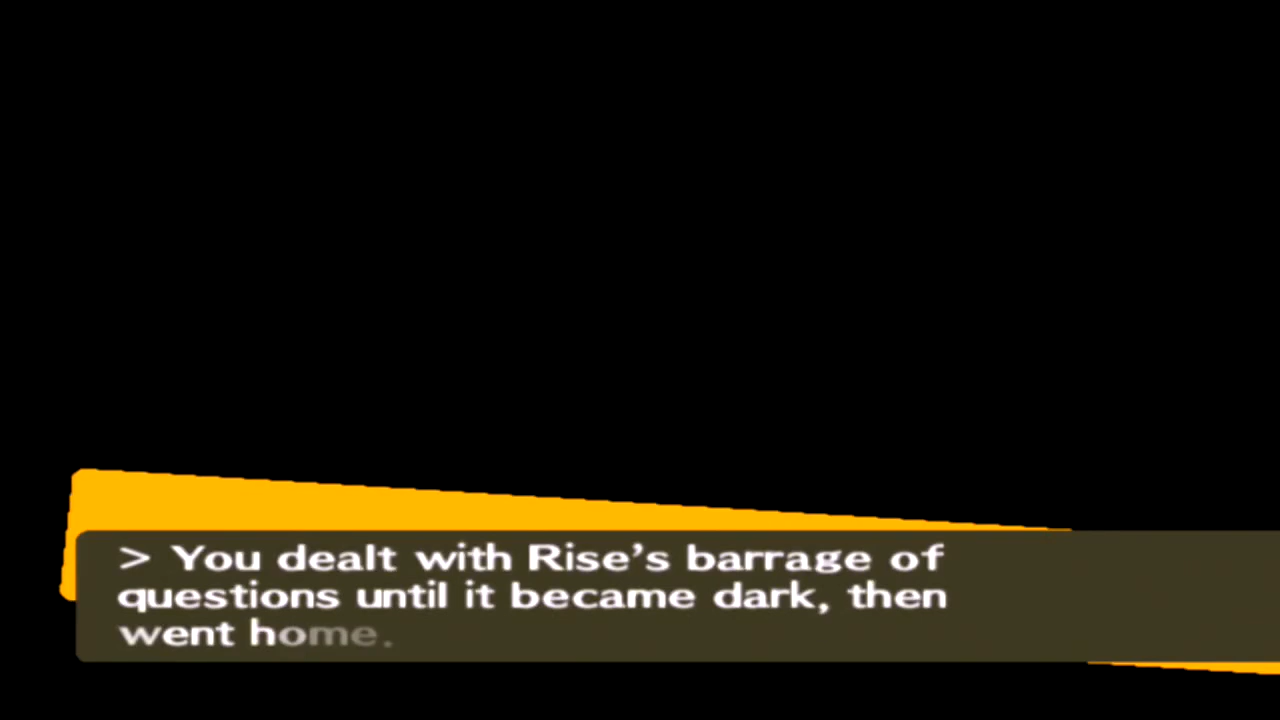 > You dealt with Rise's barrage of
questions until it became dark, then
went home.